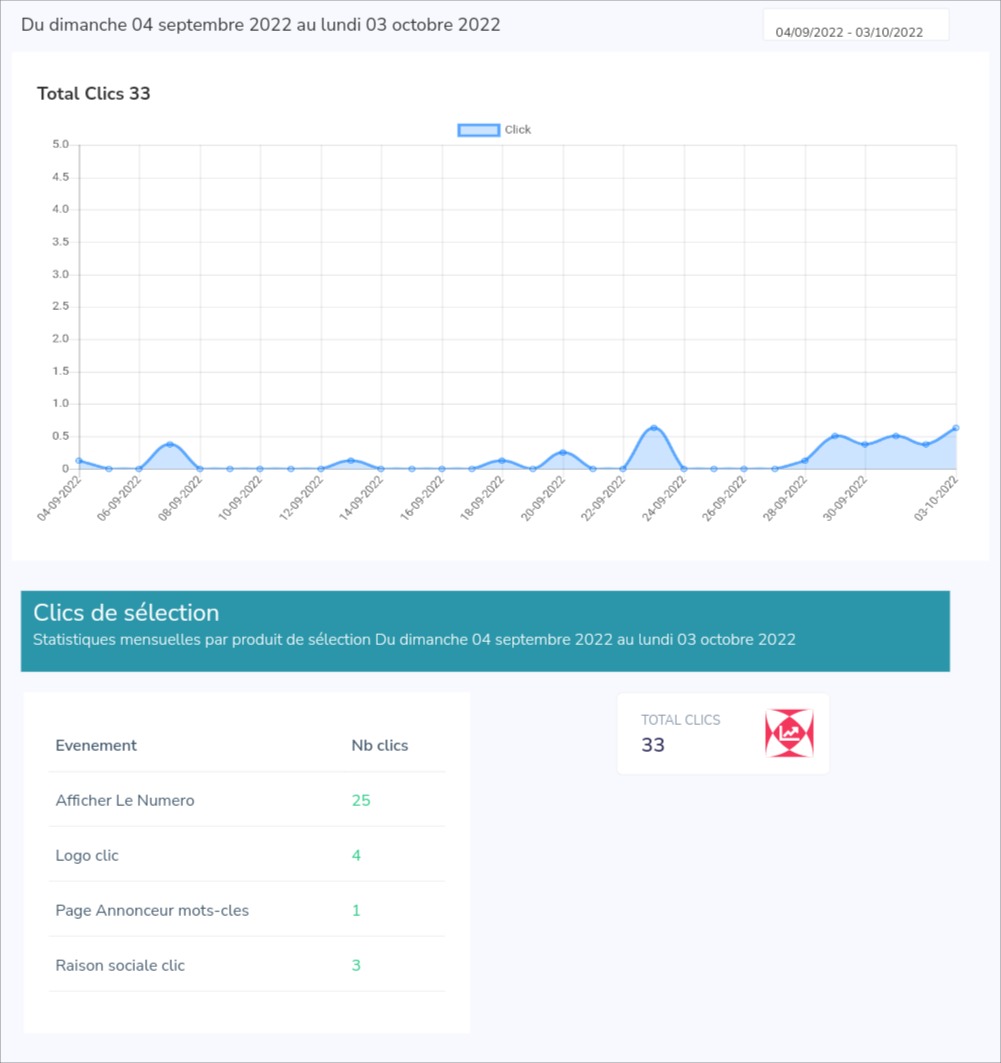 Du dimanche 04 septembre 2022 au lundi 03 octobre 2022
04/09/2022 - 03/10/2022
Total Clics 33
Click
5.0
4.5
4.0
3.5
3.0
2.5
2.0
1.5
1.0
0.5
0
04-09-2022
06-09-2022
08-09-2022
10-09-2022
12-09-2022
14-09-2022
16-09-2022
18-09-2022
20-09-2022
22-09-2022
24-09-2022
26-09-2022
28-09-2022
30-09-2022
03-10-2022
Clics de sélection
Statistiques mensuelles par produit de sélection Du dimanche 04 septembre 2022 au lundi 03 octobre 2022
Evenement Nb clics
Afficher Le Numero 25
Logo clic 4
Page Annonceur mots-cles 1
Raison sociale clic 3
TOTAL CLICS
33